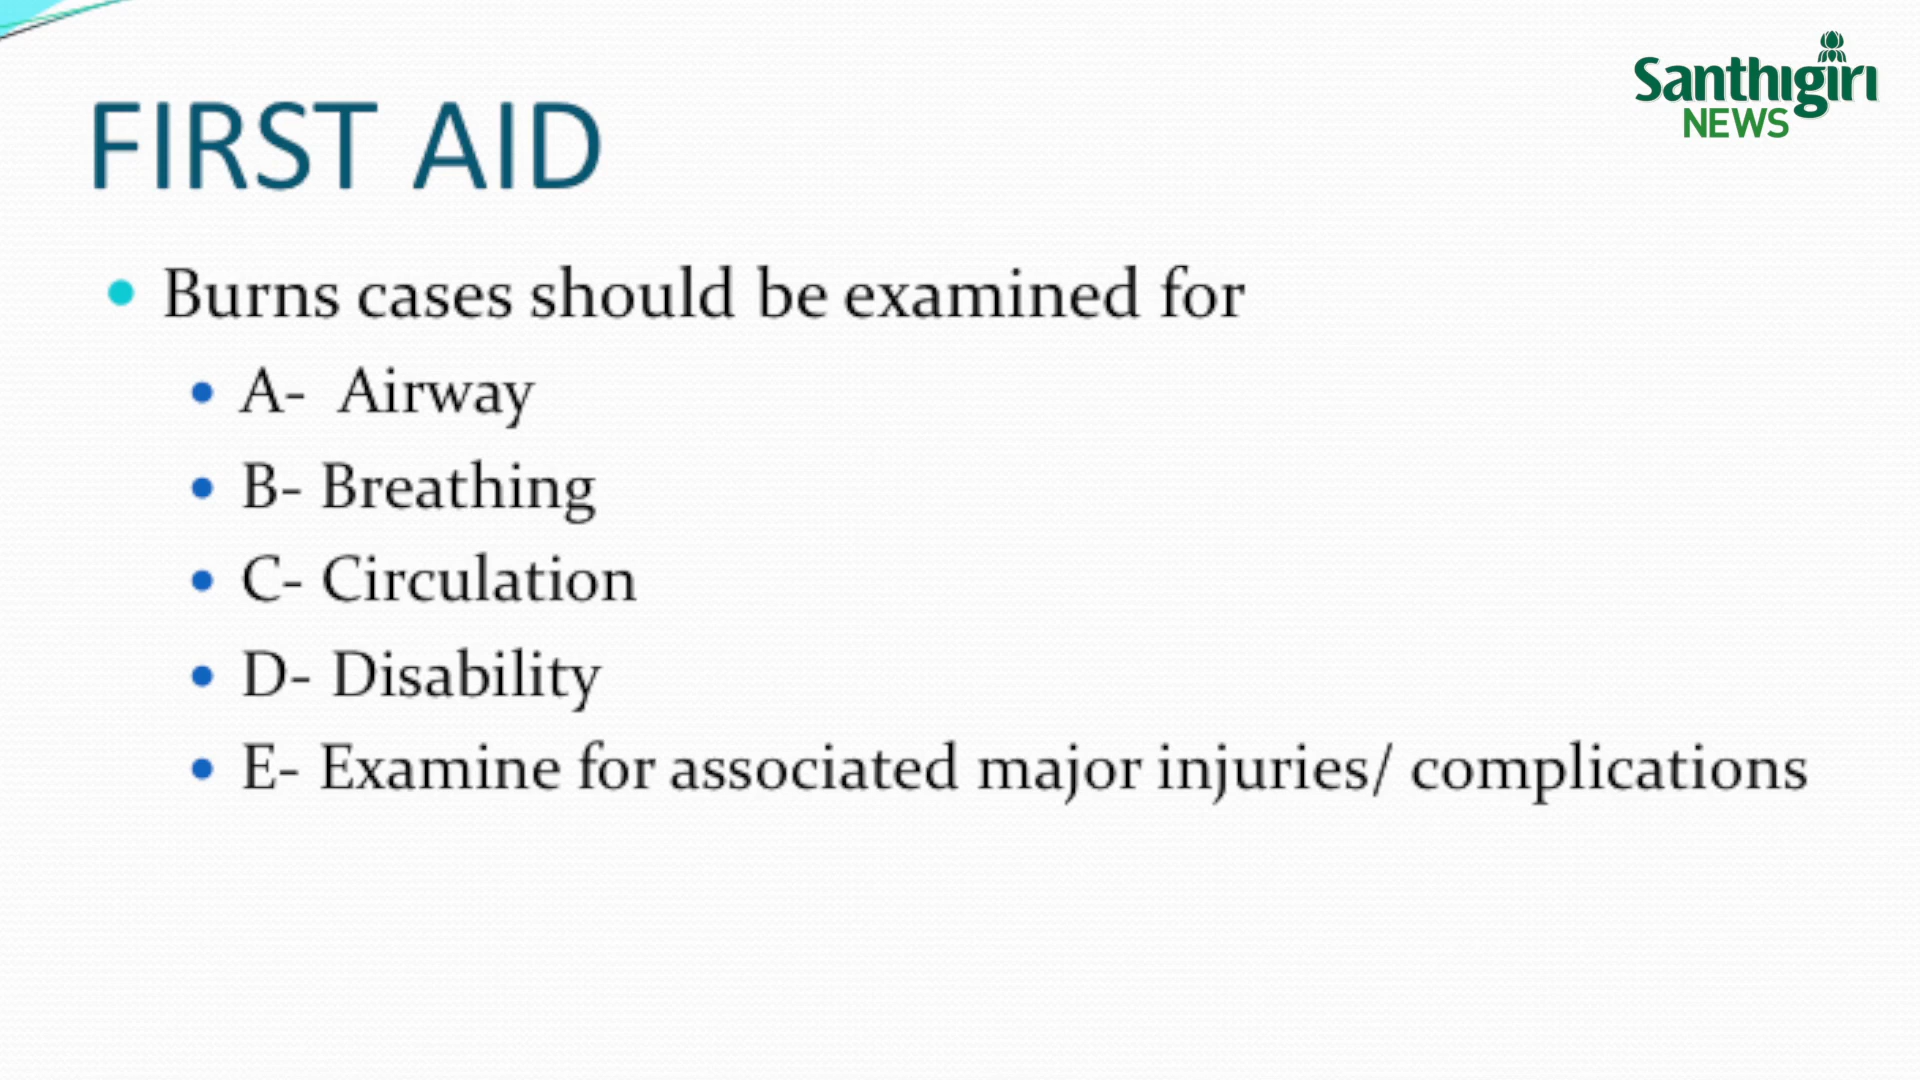 Santhigiri
NEWS
FIRST AID
• Burns cases should be examined for
• A- Airway
• B- Breathing
• C- Circulation
• D- Disability
• E- Examine for associated major injuries/ complications